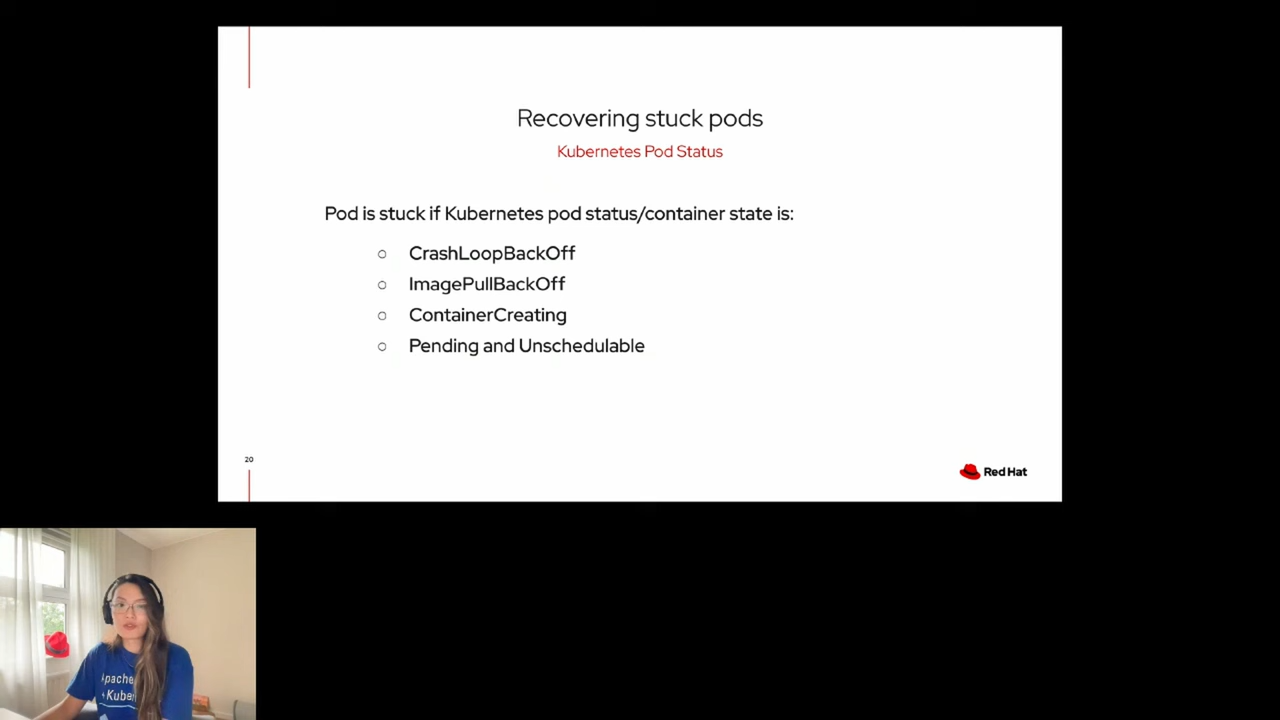 Recovering stuck pods
Kubernetes Pod Status
Pod is stuck if Kubernetes pod status/container state is:
○ CrashLoopBackOff
○ ImagePullBackOff
○ ContainerCreating
○ Pending and Unschedulable
20
Red Hat